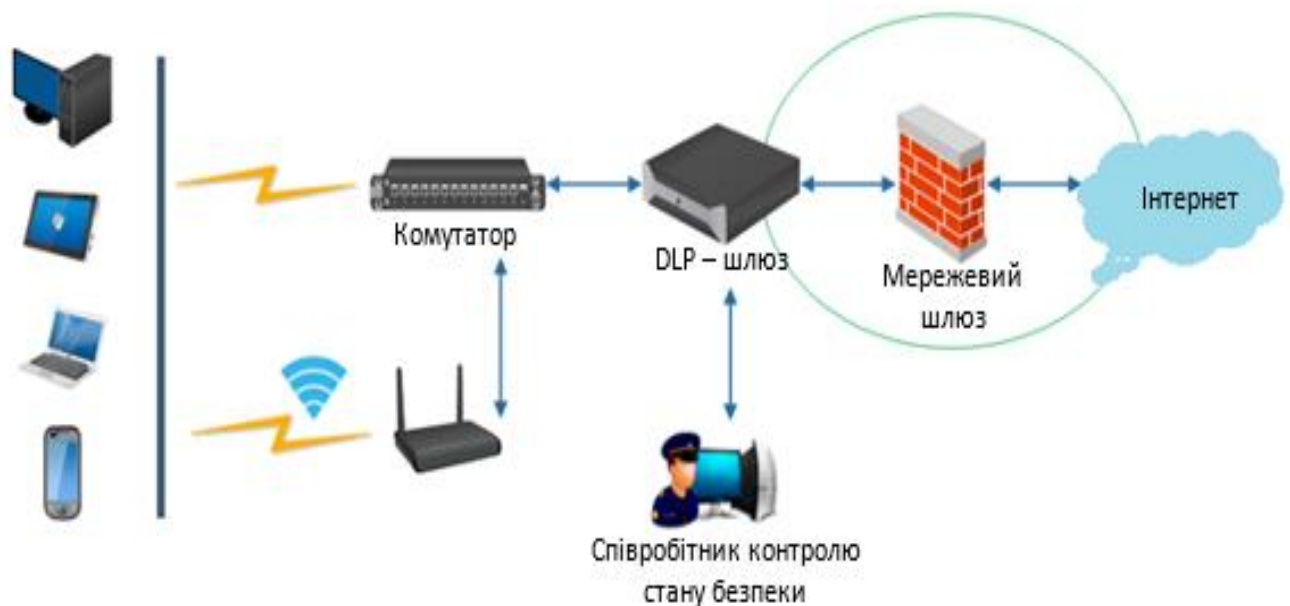 Комутатор
DLP – шлюз
Мережевий
шлюз
Інтернет
Співробітник контролю
стану безпеки